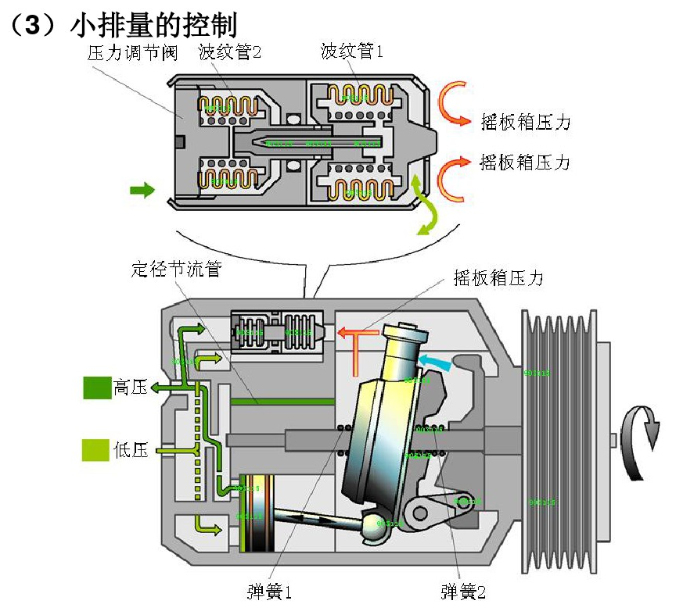 （3）小排量的控制
压力调节阀
波纹管2
波纹管1
摇板箱压力
摇板箱压力
定径节流管
摇板箱压力
高压
低压
弹簧1
弹簧2